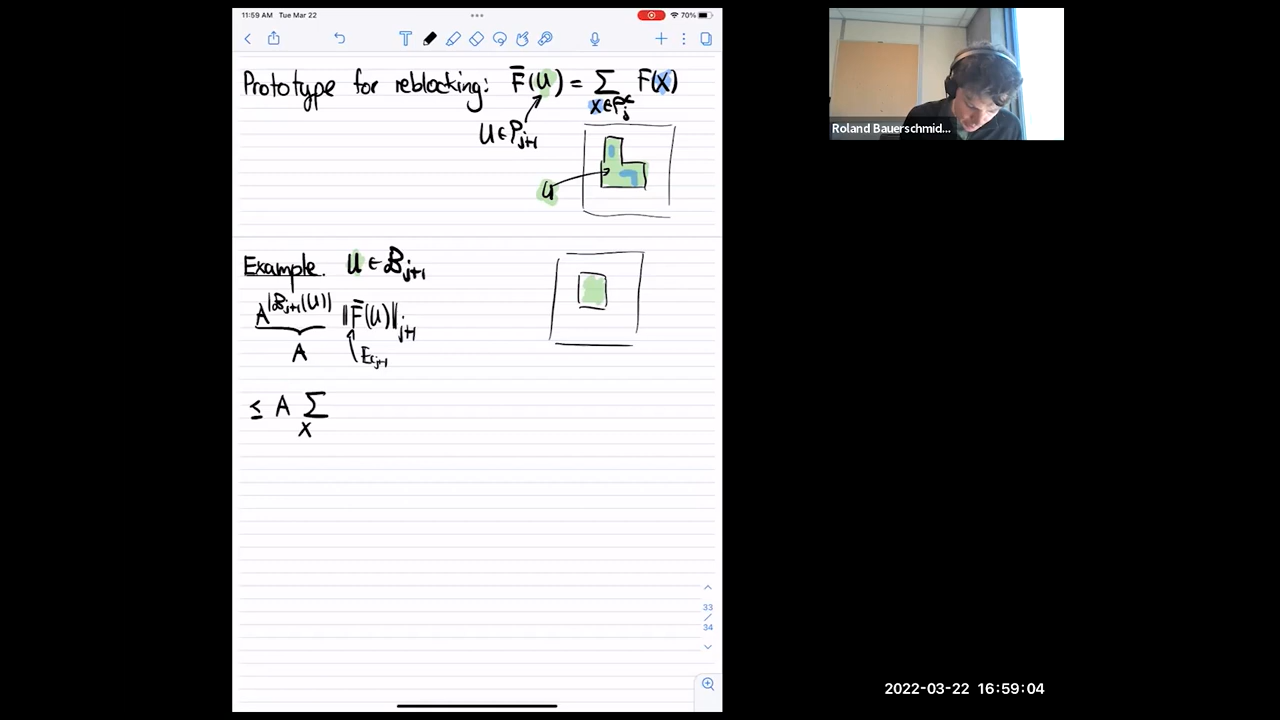 11:59 AM Tue Mar 22
70%
Prototype for reblocking: F̄(U) = Σ F(X)
X∈P_j^c
U∈P_{j+1}
U
Example. U ∈ B_{j+1}
A^{|B_{j+1}(U)|} ‖F̄(U)‖_{j+1}
A
E_{c_{j+1}}
≤ A Σ
X
33
/
34
Roland Bauerschmid...
2022-03-22 16:59:04